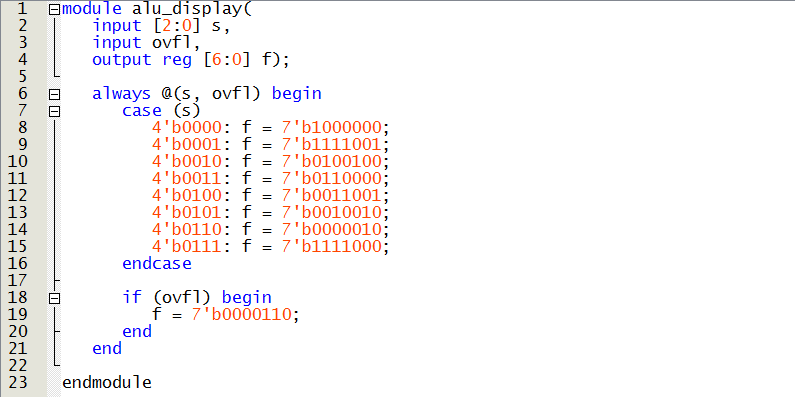 1 module alu_display(
2 input [2:0] s,
3 input ovfl,
4 output reg [6:0] f);
5
6 always @(s, ovfl) begin
7 case (s)
8 4'b0000: f = 7'b1000000;
9 4'b0001: f = 7'b1111001;
10 4'b0010: f = 7'b0100100;
11 4'b0011: f = 7'b0110000;
12 4'b0100: f = 7'b0011001;
13 4'b0101: f = 7'b0010010;
14 4'b0110: f = 7'b0000010;
15 4'b0111: f = 7'b1111000;
16 endcase
17
18 if (ovfl) begin
19 f = 7'b0000110;
20 end
21 end
22
23 endmodule